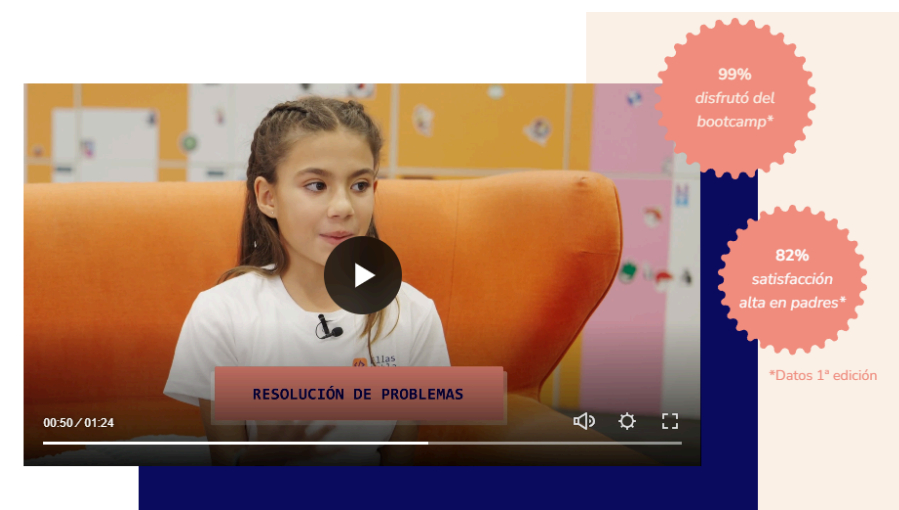 99%
disfrutó del
bootcamp*
82%
satisfacción
alta en padres*
*Datos 1ª edición
RESOLUCIÓN DE PROBLEMAS
00:50 / 01:24